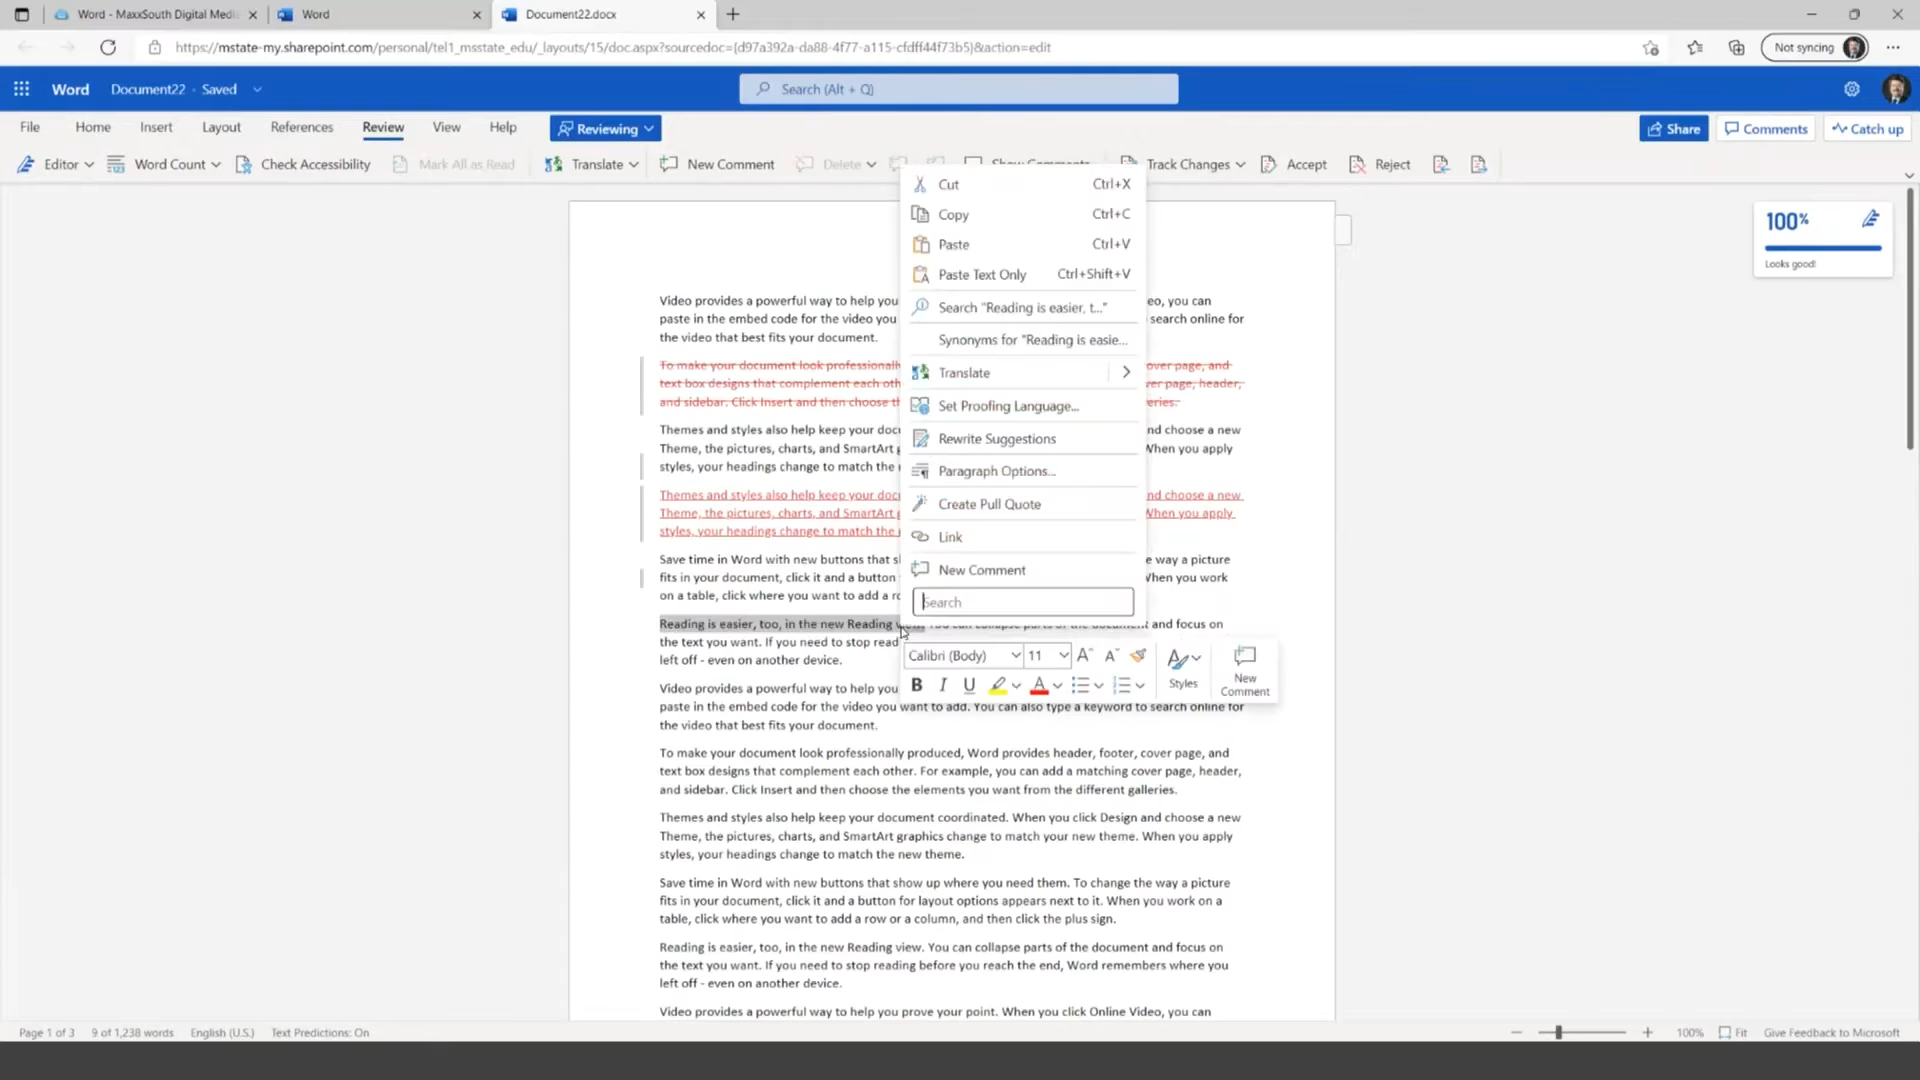 Word - MaxxSouth Digital Medi
Word
Document22.docx
https://mstate-my.sharepoint.com/personal/tel1_msstate_edu/_layouts/15/doc.aspx?sourcedoc={d97a392a-da88-4f77-a115-cfdff44f73b5}&action=edit
Not syncing
Word
Document22 - Saved
Search (Alt + Q)
File Home Insert Layout References Review View Help Reviewing
Share Comments Catch up
Editor Word Count Check Accessibility Mark All as Read Translate New Comment Delete Show Comments Track Changes Accept Reject
Cut Ctrl+X
Copy Ctrl+C
Paste Ctrl+V
Paste Text Only Ctrl+Shift+V
Search "Reading is easier, t..."
Synonyms for "Reading is easie...
Translate
Set Proofing Language...
Rewrite Suggestions
Paragraph Options...
Create Pull Quote
Link
New Comment
Search
Calibri (Body) 11
B I U
Styles
New
Comment
100%
Looks good!
Video provides a powerful way to help you eo, you can
paste in the embed code for the video you search online for
the video that best fits your document.
To make your document look professionall over page, and
text box designs that complement each oth ver page, header,
and sidebar. Click Insert and then choose th eries.
Themes and styles also help keep your doc nd choose a new
Theme, the pictures, charts, and SmartArt When you apply
styles, your headings change to match the
Themes and styles also help keep your doc nd choose a new
Theme, the pictures, charts, and SmartArt When you apply
styles, your headings change to match the
Save time in Word with new buttons that s e way a picture
fits in your document, click it and a button When you work
on a table, click where you want to add a ro
Reading is easier, too, in the new Reading view. You can collapse parts of the document and focus on
the text you want. If you need to stop read
left off - even on another device.
Video provides a powerful way to help you
paste in the embed code for the video you want to add. You can also type a keyword to search online for
the video that best fits your document.
To make your document look professionally produced, Word provides header, footer, cover page, and
text box designs that complement each other. For example, you can add a matching cover page, header,
and sidebar. Click Insert and then choose the elements you want from the different galleries.
Themes and styles also help keep your document coordinated. When you click Design and choose a new
Theme, the pictures, charts, and SmartArt graphics change to match your new theme. When you apply
styles, your headings change to match the new theme.
Save time in Word with new buttons that show up where you need them. To change the way a picture
fits in your document, click it and a button for layout options appears next to it. When you work on a
table, click where you want to add a row or a column, and then click the plus sign.
Reading is easier, too, in the new Reading view. You can collapse parts of the document and focus on
the text you want. If you need to stop reading before you reach the end, Word remembers where you
left off - even on another device.
Video provides a powerful way to help you prove your point. When you click Online Video, you can
Page 1 of 3 9 of 1,238 words English (U.S.) Text Predictions: On
100% Fit Give Feedback to Microsoft